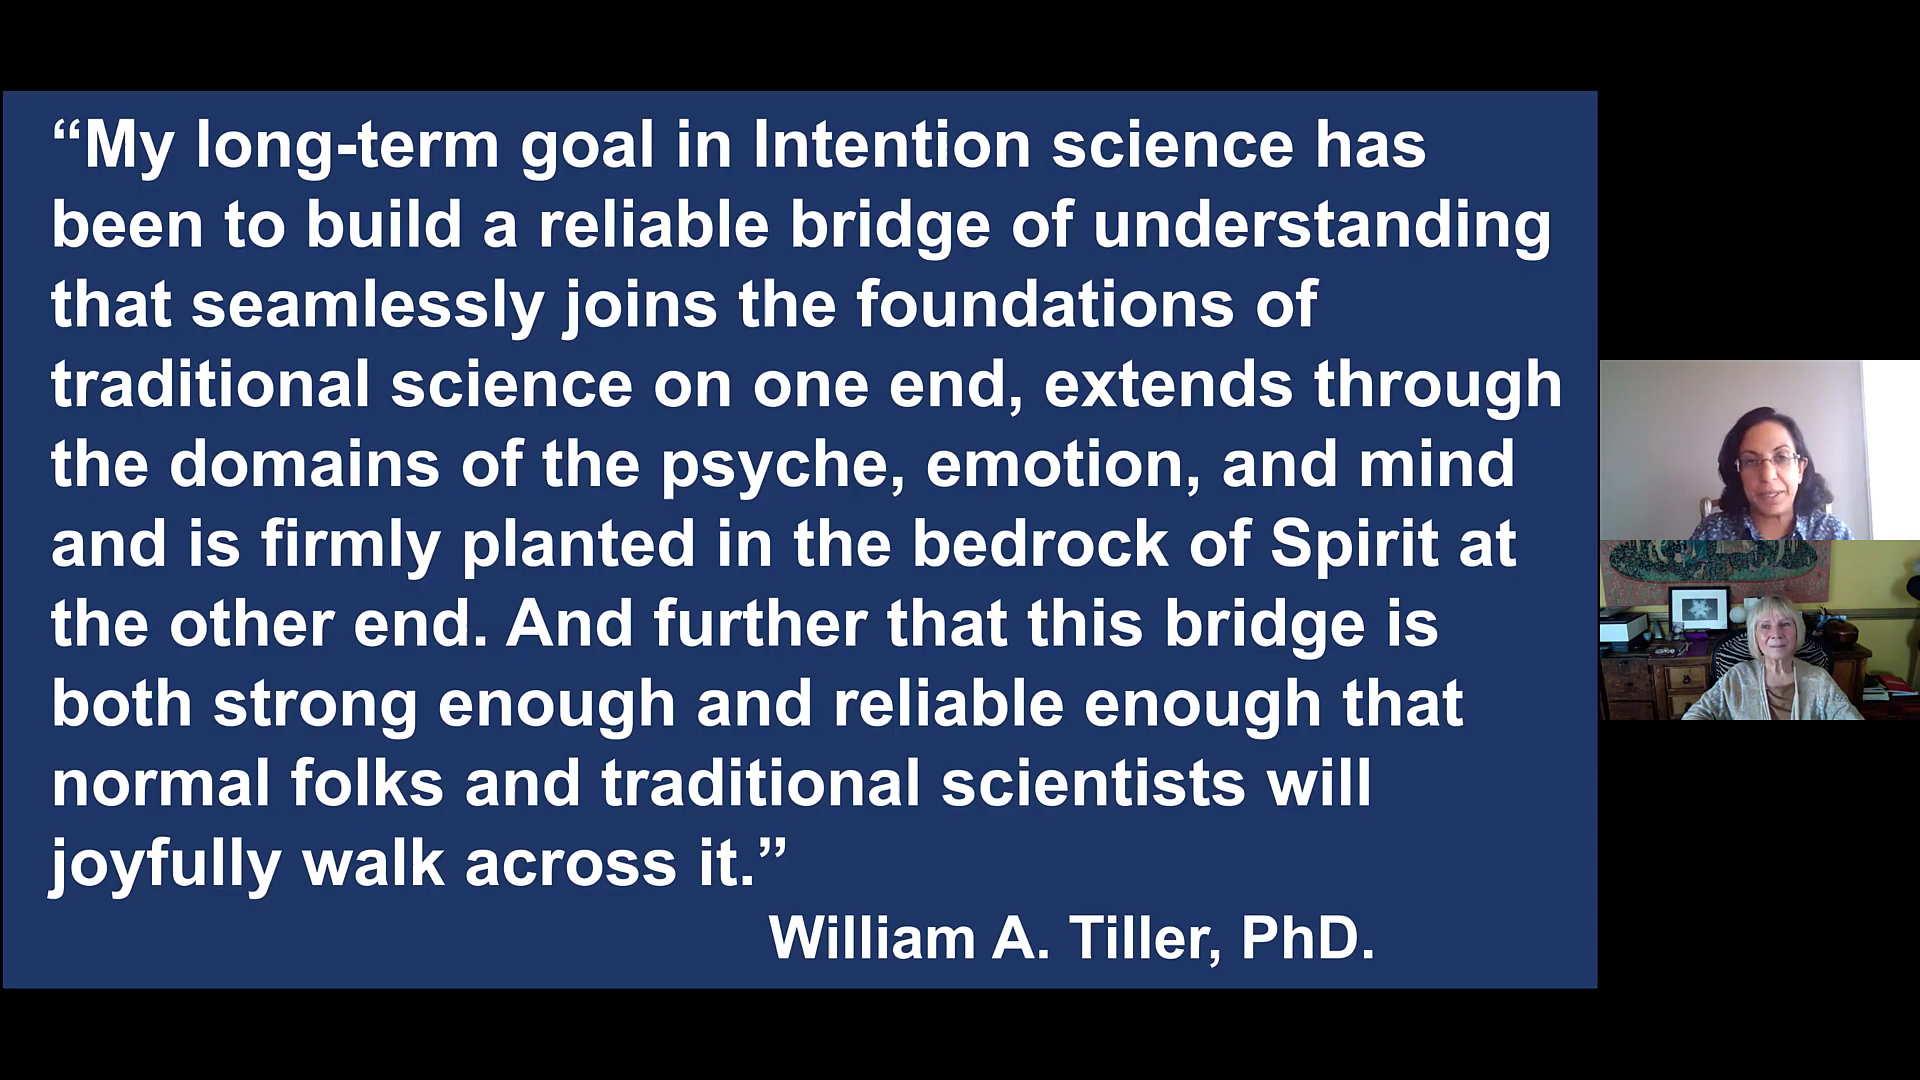 “My long-term goal in Intention science has
been to build a reliable bridge of understanding
that seamlessly joins the foundations of
traditional science on one end, extends through
the domains of the psyche, emotion, and mind
and is firmly planted in the bedrock of Spirit at
the other end. And further that this bridge is
both strong enough and reliable enough that
normal folks and traditional scientists will
joyfully walk across it.”
William A. Tiller, PhD.